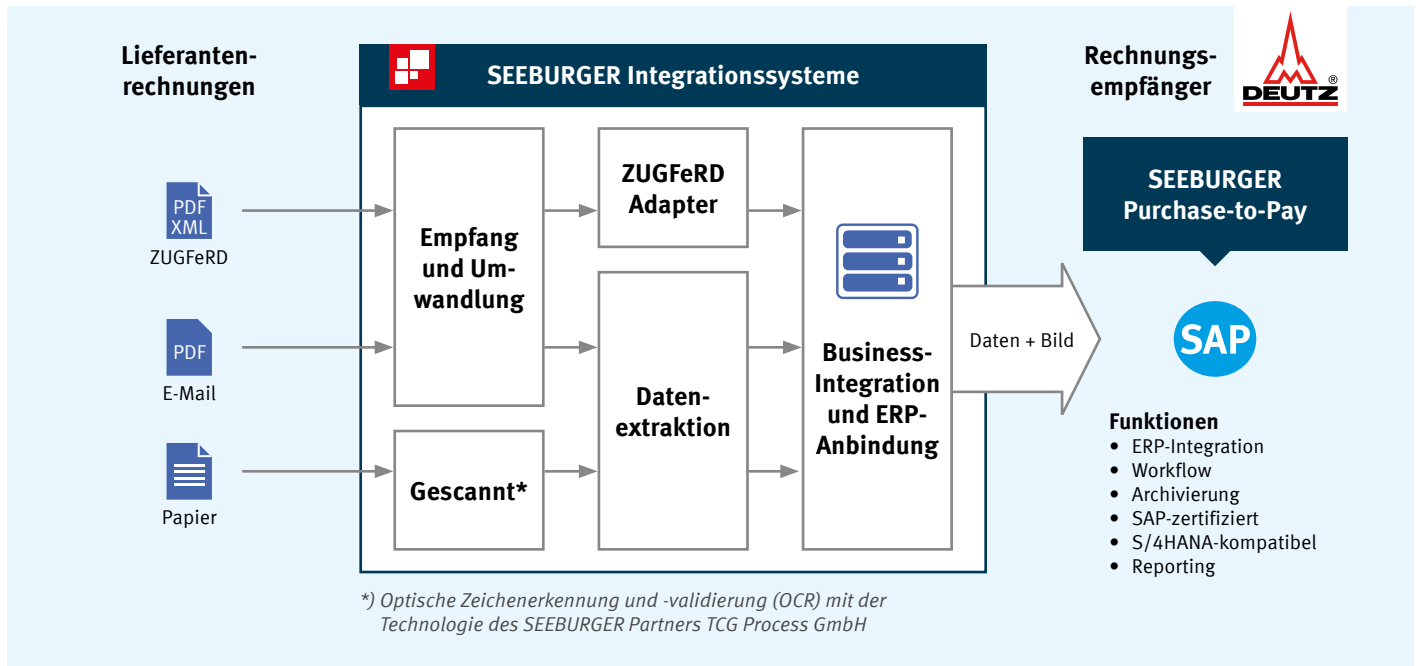 Lieferanten-
rechnungen
SEEBURGER Integrationssysteme
Rechnungs-
empfänger
DEUTZ
®
PDF
XML
ZUGFeRD
PDF
E-Mail
Papier
Empfang
und Um-
wandlung
Gescannt*
ZUGFeRD
Adapter
Daten-
extraktion
Business-
Integration
und ERP-
Anbindung
Daten + Bild
SEEBURGER
Purchase-to-Pay
SAP
Funktionen
• ERP-Integration
• Workflow
• Archivierung
• SAP-zertifiziert
• S/4HANA-kompatibel
• Reporting
*) Optische Zeichenerkennung und -validierung (OCR) mit der
Technologie des SEEBURGER Partners TCG Process GmbH